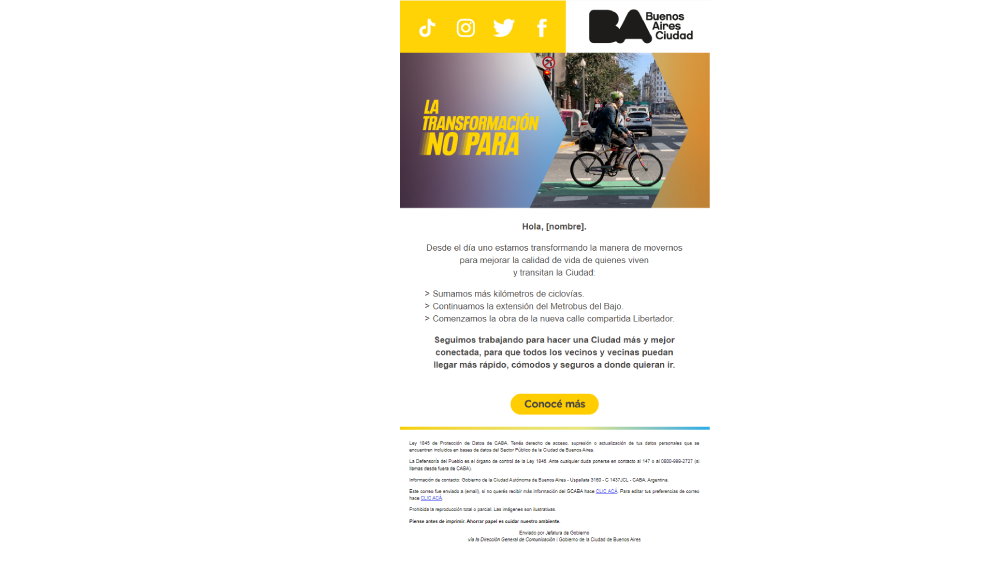 BA Buenos
Aires
Ciudad
LA
TRANSFORMACIÓN
NO PARA
Hola, [nombre].
Desde el día uno estamos transformando la manera de movernos
para mejorar la calidad de vida de quienes viven
y transitan la Ciudad:
> Sumamos más kilómetros de ciclovías.
> Continuamos la extensión del Metrobus del Bajo.
> Comenzamos la obra de la nueva calle compartida Libertador.
Seguimos trabajando para hacer una Ciudad más y mejor
conectada, para que todos los vecinos y vecinas puedan
llegar más rápido, cómodos y seguros a donde quieran ir.
Conocé más
Ley 1845 de Protección de Datos de CABA. Tenés derecho de acceso, supresión o actualización de tus datos personales que se
encuentren incluidos en bases de datos del Sector Público de la Ciudad de Buenos Aires.
La Defensoría del Pueblo es el órgano de control de la Ley 1845. Ante cualquier duda ponerse en contacto al 147 o al 0800-999-2727 (si
llamas desde fuera de CABA).
Información de contacto: Gobierno de la Ciudad Autónoma de Buenos Aires - Uspallata 3160 - C 1437JCL - CABA, Argentina.
Este correo fue enviado a {email}, si no querés recibir más información del GCABA hace CLIC ACÁ. Para editar tus preferencias de correo
hace CLIC ACÁ.
Prohibida la reproducción total o parcial. Las imágenes son ilustrativas.
Piense antes de imprimir. Ahorrar papel es cuidar nuestro ambiente.
Enviado por Jefatura de Gobierno
vía la Dirección General de Comunicación | Gobierno de la Ciudad de Buenos Aires